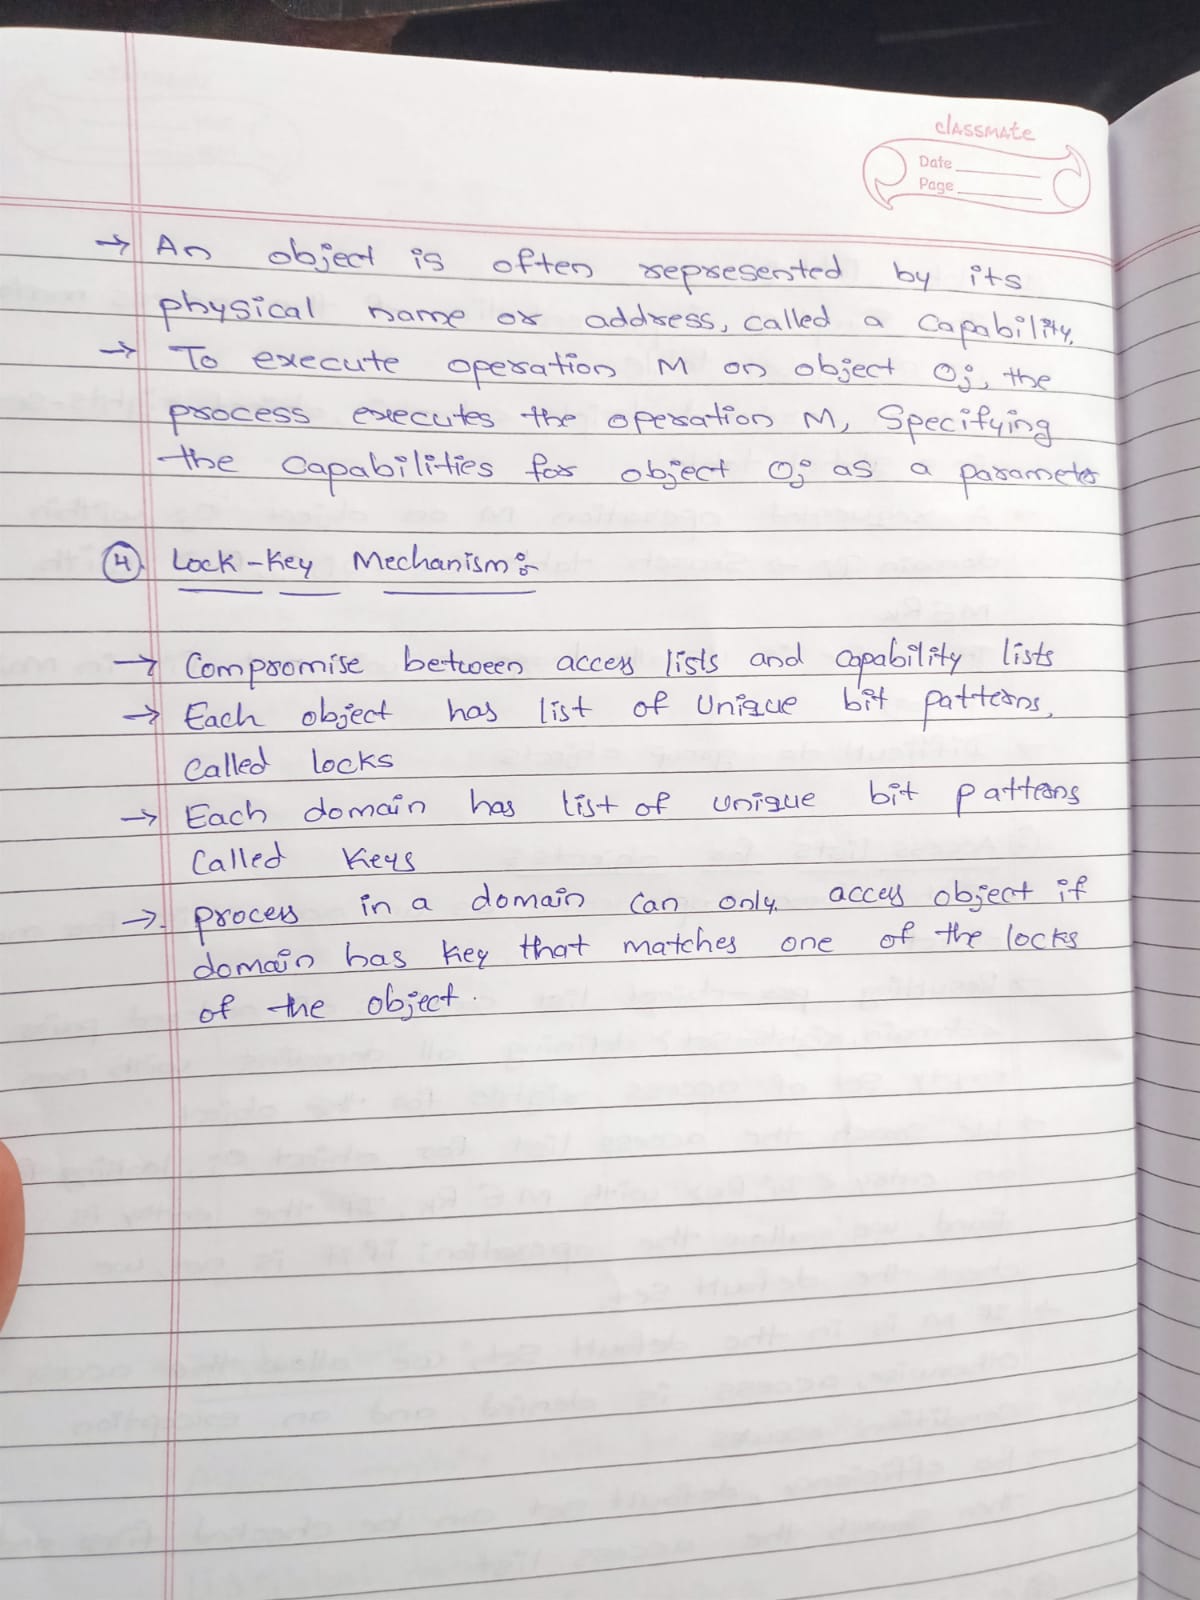 classmate
Date
Page
→ An object is often represented by its
physical name or address, called a capability.
→ To execute operation M on object Oj, the
process executes the operation M, Specifying
the capabilities for object Oj as a parameter
④. Lock-Key Mechanism:-
→ Compromise between access lists and capability lists
→ Each object has list of unique bit patterns,
called locks
→ Each domain has list of unique bit patterns
called keys
→. process in a domain can only access object if
domain has key that matches one of the locks
of the object.